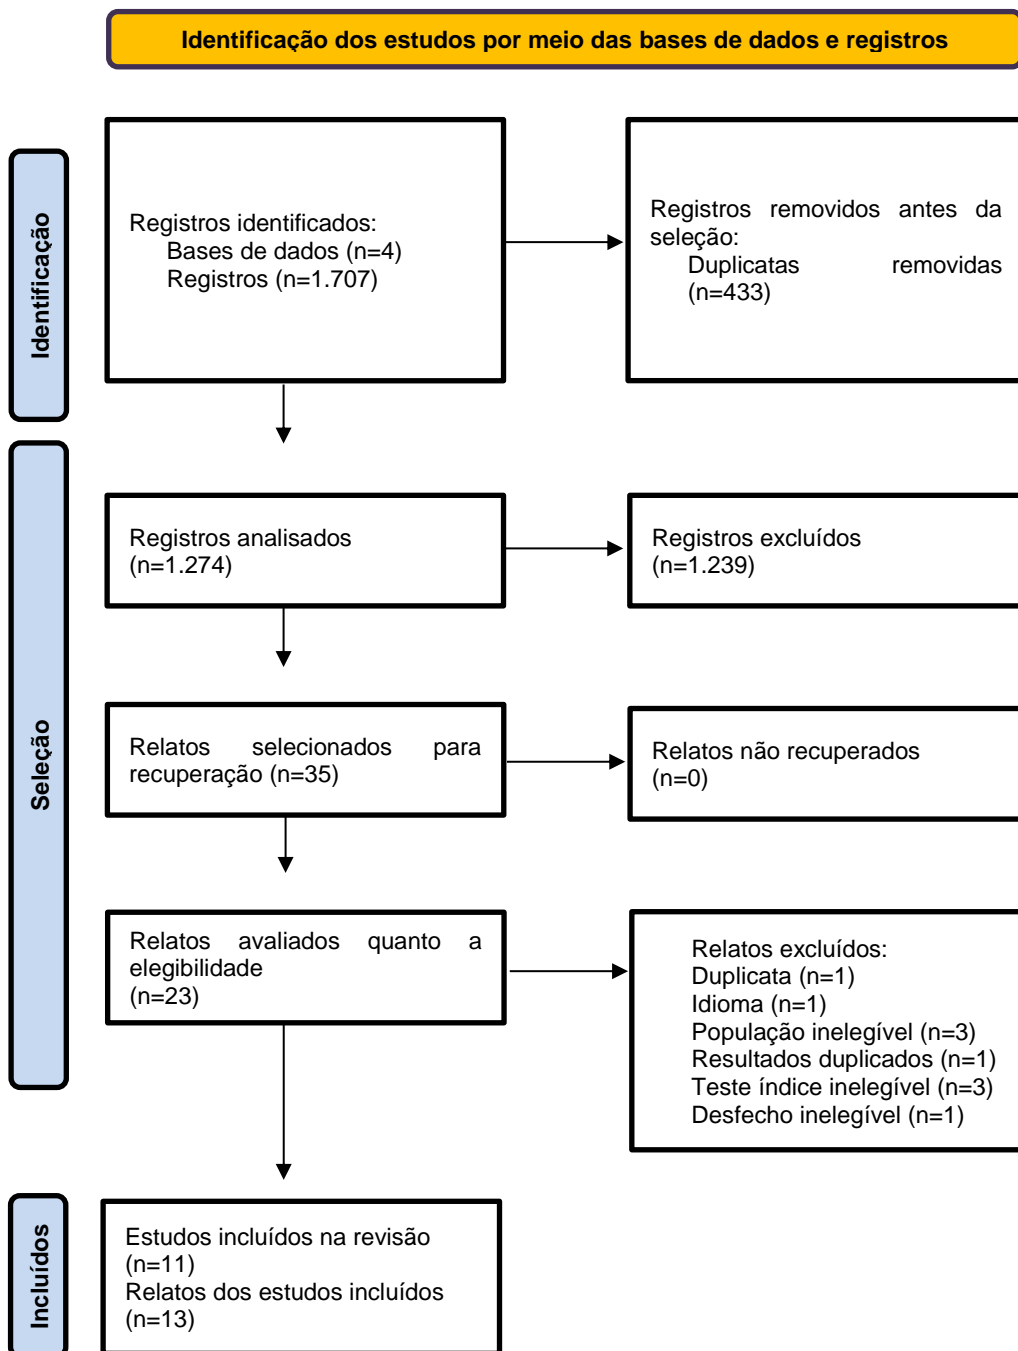 Identificação dos estudos por meio das bases de dados e registros
Identificação
Registros identificados:
Bases de dados (n=4)
Registros (n=1.707)
Registros removidos antes da
seleção:
Duplicatas removidas
(n=433)
Seleção
Registros analisados
(n=1.274)
Registros excluídos
(n=1.239)
Relatos selecionados para
recuperação (n=35)
Relatos não recuperados
(n=0)
Relatos avaliados quanto a
elegibilidade
(n=23)
Relatos excluídos:
Duplicata (n=1)
Idioma (n=1)
População inelegível (n=3)
Resultados duplicados (n=1)
Teste índice inelegível (n=3)
Desfecho inelegível (n=1)
Incluídos
Estudos incluídos na revisão
(n=11)
Relatos dos estudos incluídos
(n=13)